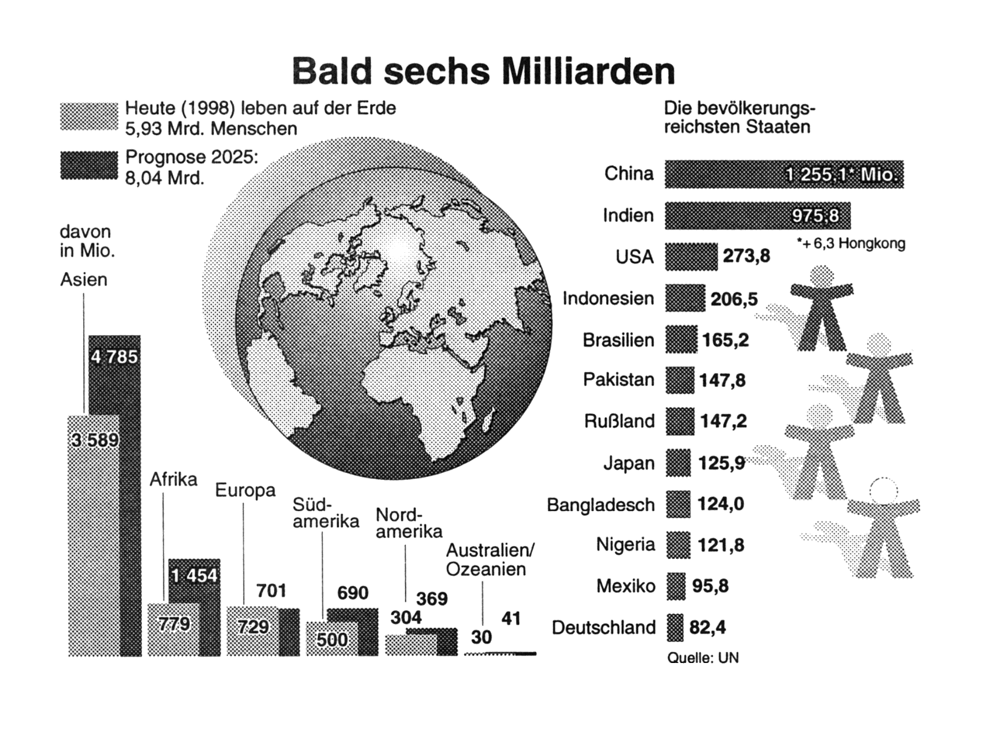 Bald sechs Milliarden
Heute (1998) leben auf der Erde
5,93 Mrd. Menschen
Prognose 2025:
8,04 Mrd.
davon
in Mio.
Asien
4 785
3 589
Afrika
1 454
779
Europa
701
729
Süd-
amerika
690
500
Nord-
amerika
369
304
Australien/
Ozeanien
41
30
Die bevölkerungs-
reichsten Staaten
China 1 255,1* Mio.
Indien 975,8
*+ 6,3 Hongkong
USA 273,8
Indonesien 206,5
Brasilien 165,2
Pakistan 147,8
Rußland 147,2
Japan 125,9
Bangladesch 124,0
Nigeria 121,8
Mexiko 95,8
Deutschland 82,4
Quelle: UN